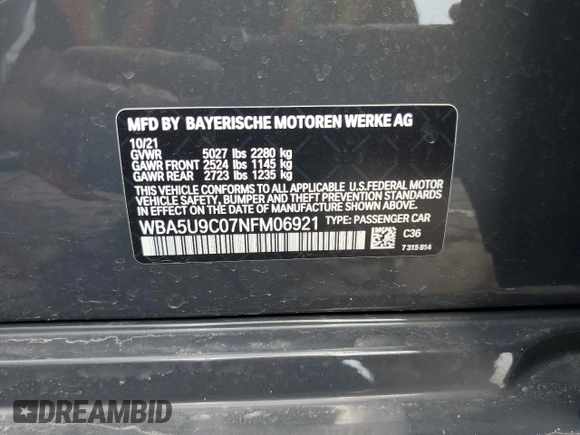 MFD BY BAYERISCHE MOTOREN WERKE AG
10/21
GVWR 5027 lbs 2280 kg
GAWR FRONT 2524 lbs 1145 kg
GAWR REAR 2723 lbs 1235 kg
THIS VEHICLE CONFORMS TO ALL APPLICABLE U.S.FEDERAL MOTOR
VEHICLE SAFETY, BUMPER, AND THEFT PREVENTION STANDARDS
IN EFFECT ON THE DATE OF MANUFACTURE SHOWN ABOVE.
WBA5U9C07NFM06921 TYPE: PASSENGER CAR
C36
7 315 814
DREAMBID